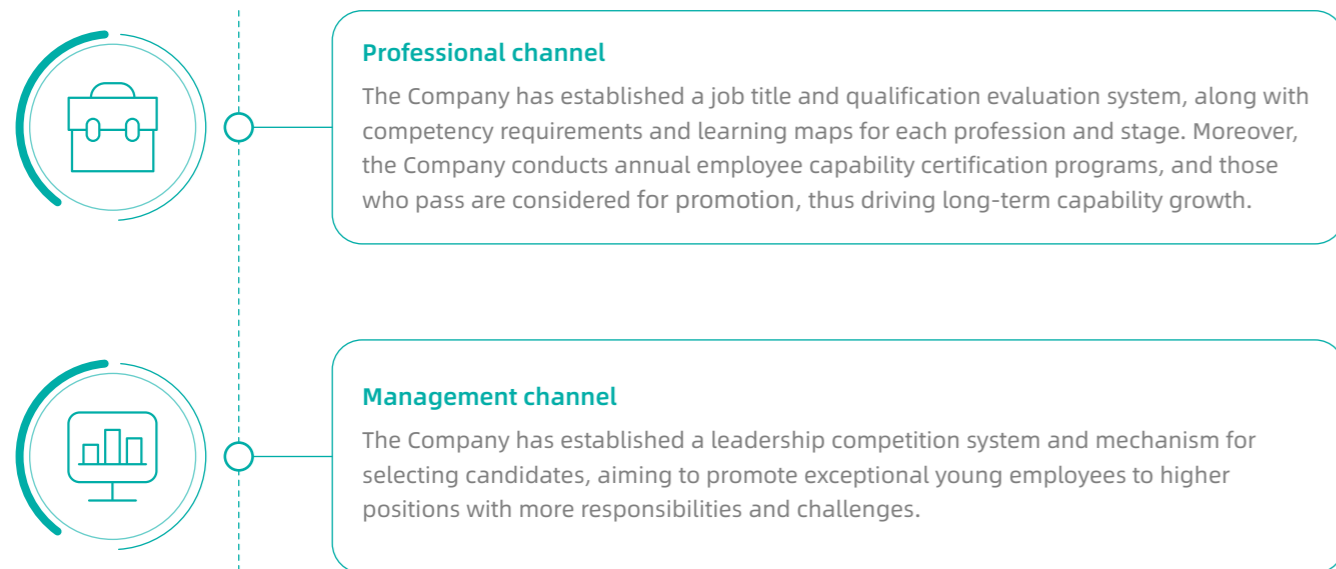 Professional channel
The Company has established a job title and qualification evaluation system, along with
competency requirements and learning maps for each profession and stage. Moreover,
the Company conducts annual employee capability certification programs, and those
who pass are considered for promotion, thus driving long-term capability growth.
Management channel
The Company has established a leadership competition system and mechanism for
selecting candidates, aiming to promote exceptional young employees to higher
positions with more responsibilities and challenges.